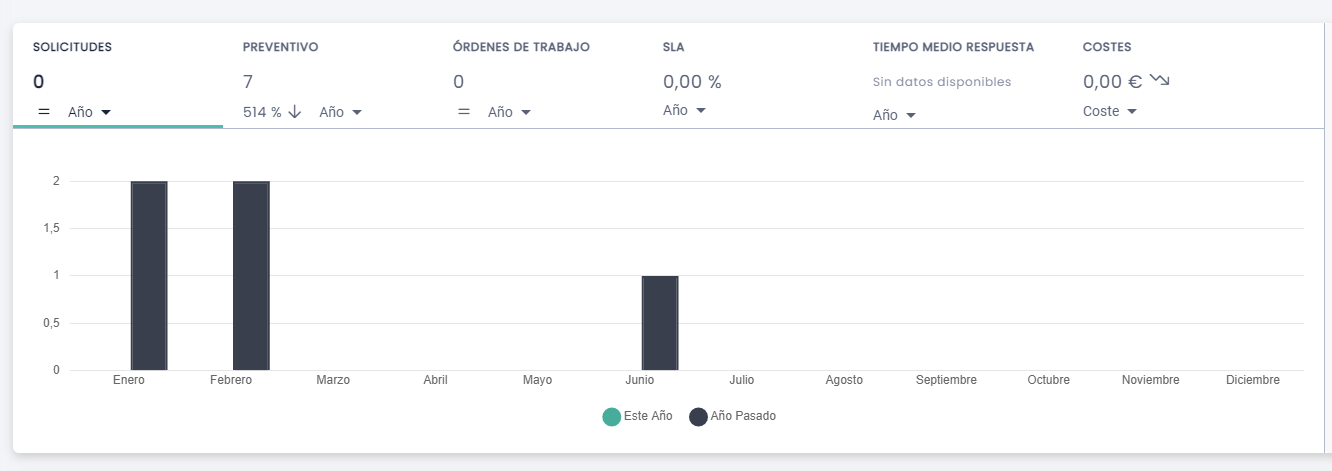 SOLICITUDES
0
= Año
PREVENTIVO
7
514 % ↓ Año
ÓRDENES DE TRABAJO
0
= Año
SLA
0,00 %
Año
TIEMPO MEDIO RESPUESTA
Sin datos disponibles
Año
COSTES
0,00 €
Coste
2
1,5
1
0,5
0
Enero Febrero Marzo Abril Mayo Junio Julio Agosto Septiembre Octubre Noviembre Diciembre
Este Año Año Pasado